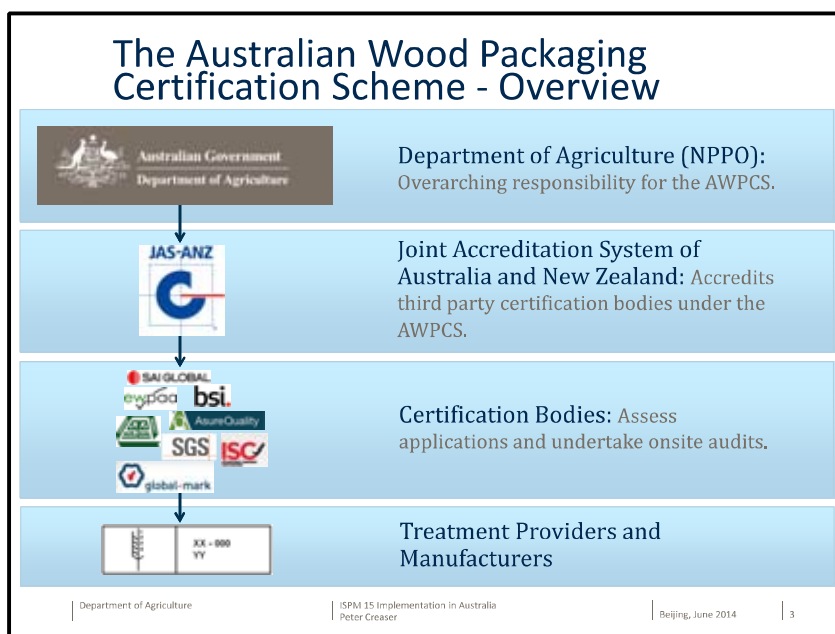 The Australian Wood Packaging
Certification Scheme - Overview
Australian Government
Department of Agriculture
Department of Agriculture (NPPO):
Overarching responsibility for the AWPCS.
JAS-ANZ
Joint Accreditation System of
Australia and New Zealand: Accredits
third party certification bodies under the
AWPCS.
SAI GLOBAL
ewpaa
bsi.
AsureQuality
SGS
ISC
global-mark
Certification Bodies: Assess
applications and undertake onsite audits.
XX - 000
YY
Treatment Providers and
Manufacturers
Department of Agriculture
ISPM 15 Implementation in Australia
Peter Creaser
Beijing, June 2014
3